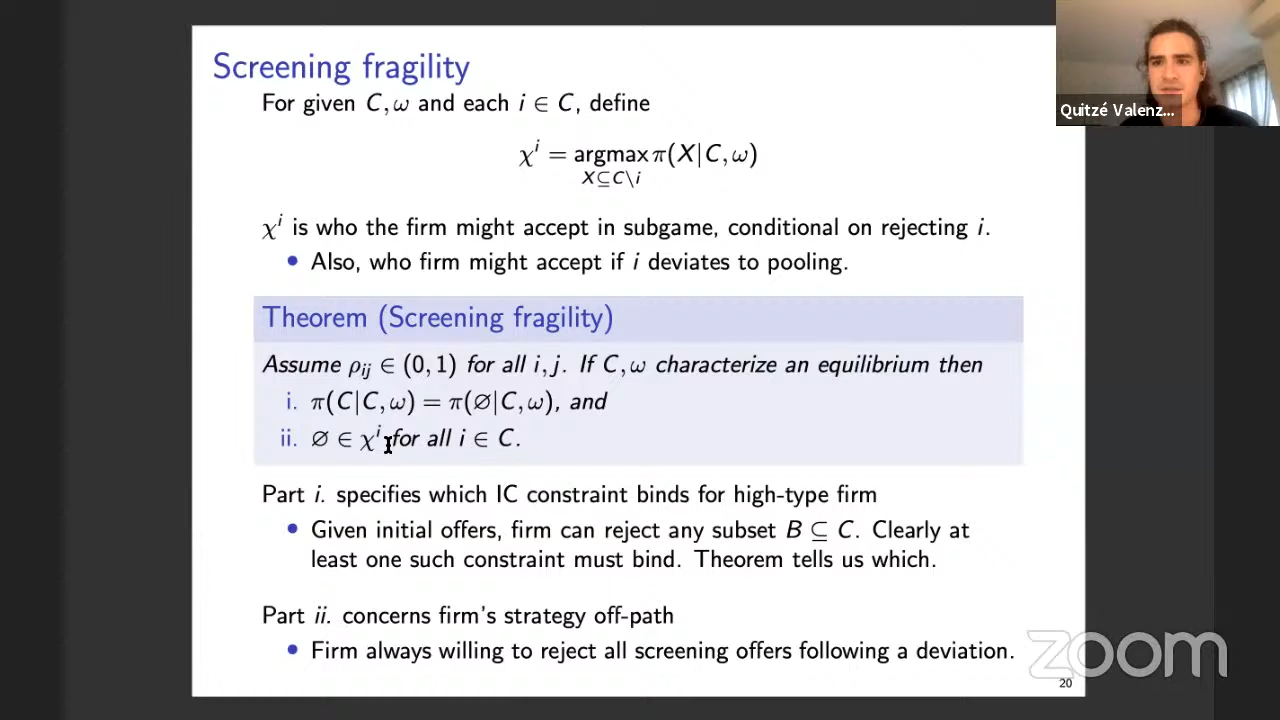 Screening fragility
For given C, ω and each i ∈ C, define
χ^i = argmax π(X|C, ω)
X⊆C\i
χ^i is who the firm might accept in subgame, conditional on rejecting i.
• Also, who firm might accept if i deviates to pooling.
Theorem (Screening fragility)
Assume ρ_ij ∈ (0, 1) for all i, j. If C, ω characterize an equilibrium then
i. π(C|C, ω) = π(∅|C, ω), and
ii. ∅ ∈ χ^i for all i ∈ C.
Part i. specifies which IC constraint binds for high-type firm
• Given initial offers, firm can reject any subset B ⊆ C. Clearly at
least one such constraint must bind. Theorem tells us which.
Part ii. concerns firm's strategy off-path
• Firm always willing to reject all screening offers following a deviation.
20
Quitzé Valenz...
zoom